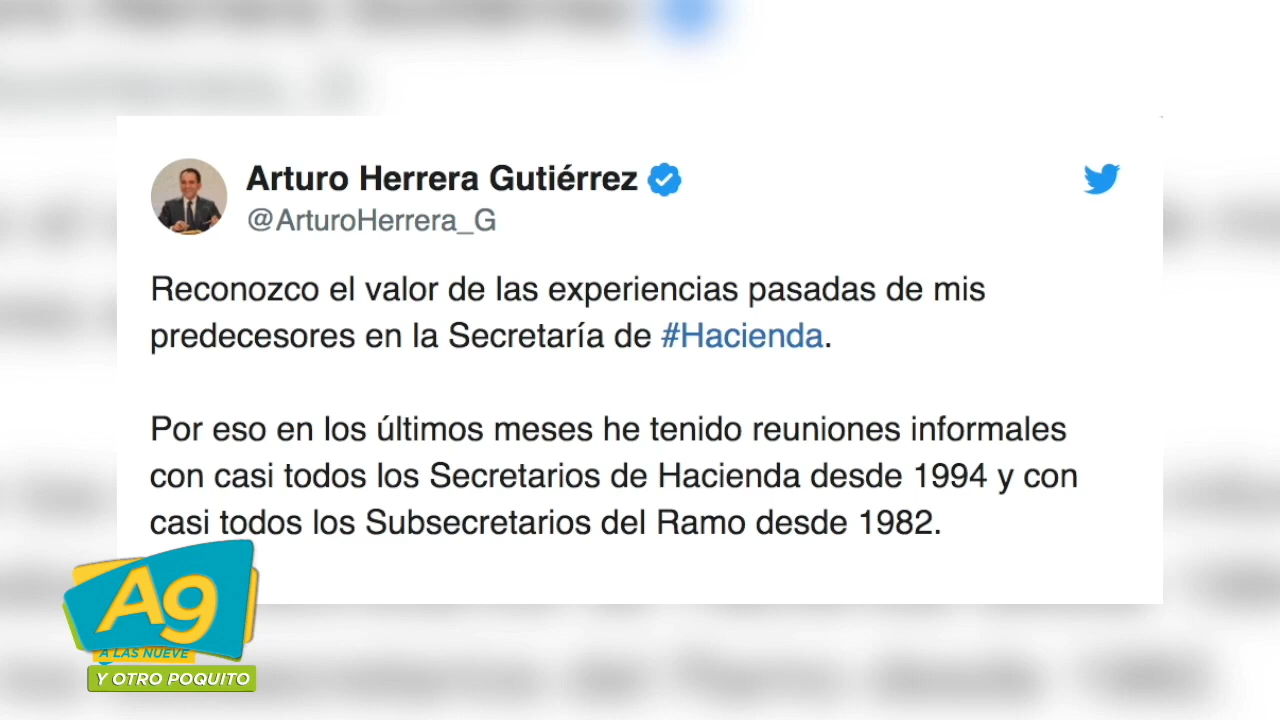 Arturo Herrera Gutiérrez
@ArturoHerrera_G
Reconozco el valor de las experiencias pasadas de mis
predecesores en la Secretaría de #Hacienda.
Por eso en los últimos meses he tenido reuniones informales
con casi todos los Secretarios de Hacienda desde 1994 y con
casi todos los Subsecretarios del Ramo desde 1982.
A9
A LAS NUEVE
Y OTRO POQUITO